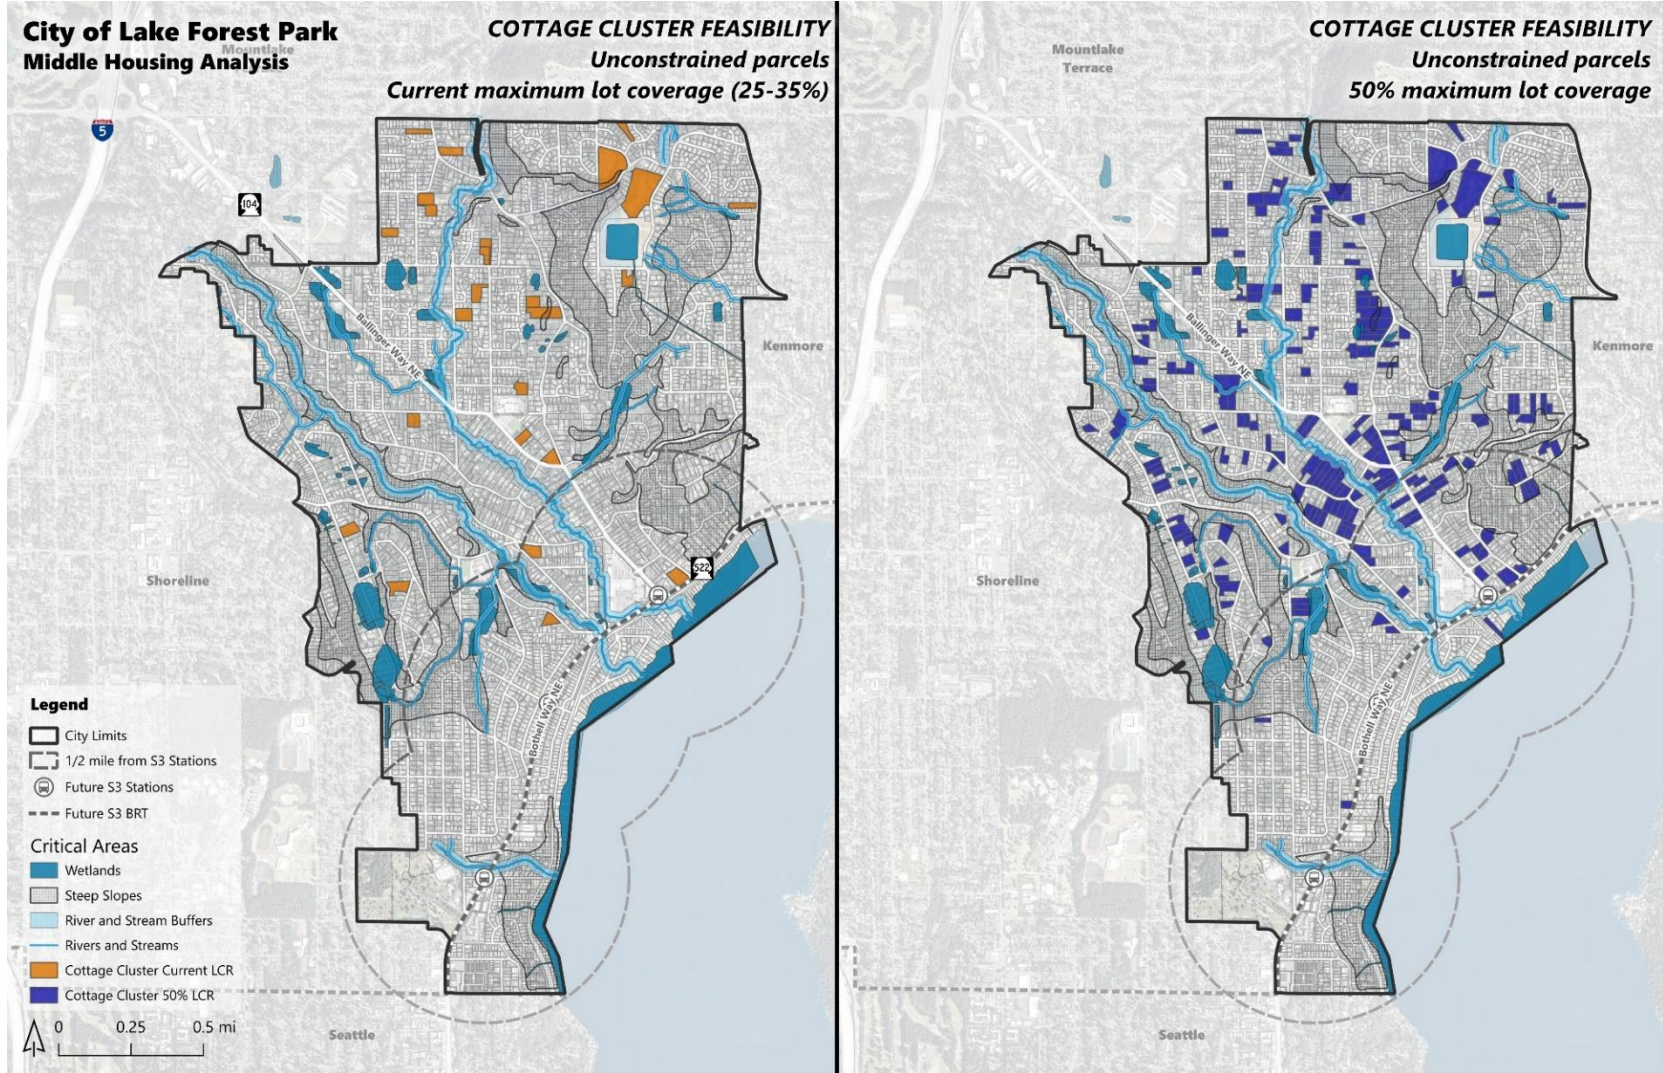 City of Lake Forest Park
Middle Housing Analysis
COTTAGE CLUSTER FEASIBILITY
Unconstrained parcels
Current maximum lot coverage (25-35%)
Mountlake
5
104
Ballinger Way NE
Kenmore
Shoreline
522
Bothell Way NE
Seattle
Legend
City Limits
1/2 mile from S3 Stations
Future S3 Stations
Future S3 BRT
Critical Areas
Wetlands
Steep Slopes
River and Stream Buffers
Rivers and Streams
Cottage Cluster Current LCR
Cottage Cluster 50% LCR
0 0.25 0.5 mi
COTTAGE CLUSTER FEASIBILITY
Unconstrained parcels
50% maximum lot coverage
Mountlake
Terrace
Ballinger Way NE
Kenmore
Shoreline
Bothell Way NE
Seattle